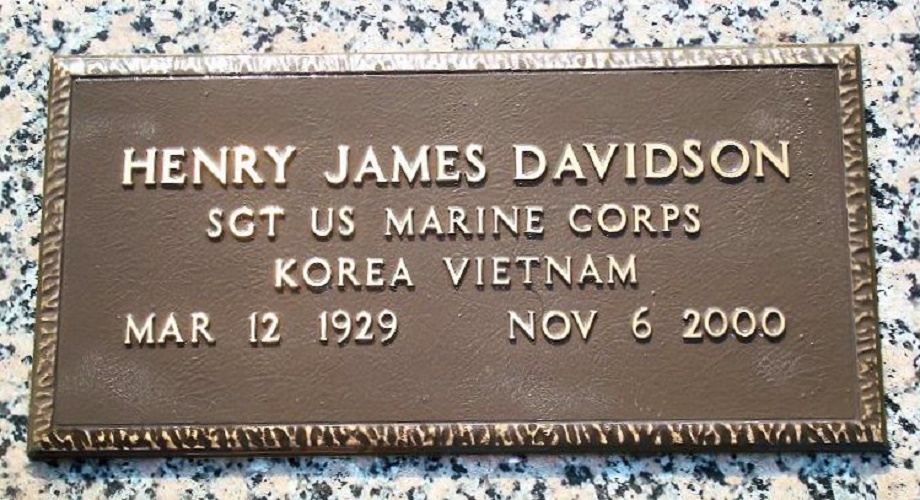 HENRY JAMES DAVIDSON
SGT US MARINE CORPS
KOREA VIETNAM
MAR 12 1929 NOV 6 2000